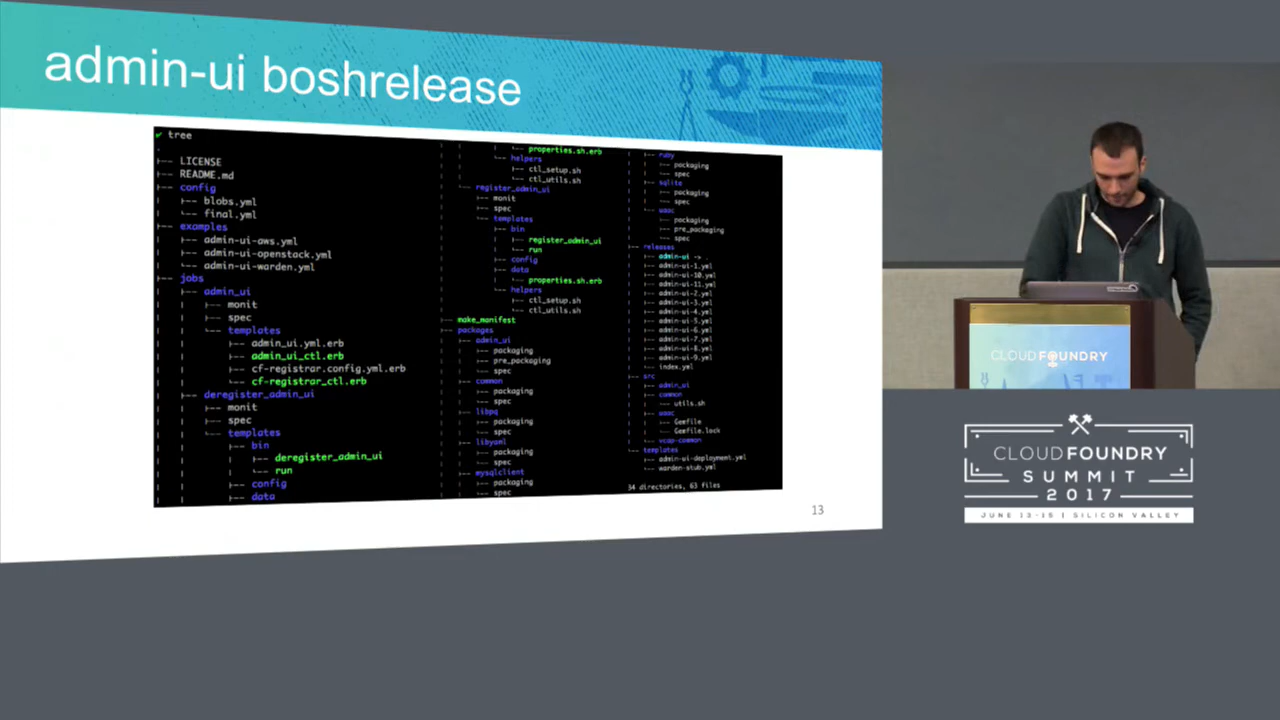 admin-ui boshrelease
✔ tree
.
├── LICENSE
├── README.md
├── config
│   ├── blobs.yml
│   └── final.yml
├── examples
│   ├── admin-ui-aws.yml
│   ├── admin-ui-openstack.yml
│   └── admin-ui-warden.yml
├── jobs
│   ├── admin_ui
│   │   ├── monit
│   │   ├── spec
│   │   └── templates
│   │       ├── admin_ui.yml.erb
│   │       ├── admin_ui_ctl.erb
│   │       ├── cf-registrar.config.yml.erb
│   │       └── cf-registrar_ctl.erb
│   ├── deregister_admin_ui
│   │   ├── monit
│   │   ├── spec
│   │   └── templates
│   │       ├── bin
│   │       │   ├── deregister_admin_ui
│   │       │   └── run
│   │       ├── config
│   │       ├── data
│   │       │   └── properties.sh.erb
│   │       └── helpers
│   │           ├── ctl_setup.sh
│   │           └── ctl_utils.sh
│   └── register_admin_ui
│       ├── monit
│       ├── spec
│       └── templates
│           ├── bin
│           │   ├── register_admin_ui
│           │   └── run
│           ├── config
│           ├── data
│           │   └── properties.sh.erb
│           └── helpers
│               ├── ctl_setup.sh
│               └── ctl_utils.sh
├── make_manifest
├── packages
│   ├── admin_ui
│   │   ├── packaging
│   │   ├── pre_packaging
│   │   └── spec
│   ├── common
│   │   ├── packaging
│   │   └── spec
│   ├── libpq
│   │   ├── packaging
│   │   └── spec
│   ├── libyaml
│   │   ├── packaging
│   │   └── spec
│   ├── mysqlclient
│   │   ├── packaging
│   │   └── spec
│   ├── ruby
│   │   ├── packaging
│   │   └── spec
│   ├── sqlite
│   │   ├── packaging
│   │   └── spec
│   └── uaac
│       ├── packaging
│       ├── pre_packaging
│       └── spec
├── releases
│   ├── admin-ui -> .
│   ├── admin-ui-1.yml
│   ├── admin-ui-10.yml
│   ├── admin-ui-11.yml
│   ├── admin-ui-2.yml
│   ├── admin-ui-3.yml
│   ├── admin-ui-4.yml
│   ├── admin-ui-5.yml
│   ├── admin-ui-6.yml
│   ├── admin-ui-7.yml
│   ├── admin-ui-8.yml
│   ├── admin-ui-9.yml
│   └── index.yml
├── src
│   ├── admin_ui
│   ├── common
│   │   └── utils.sh
│   ├── uaac
│   │   ├── Gemfile
│   │   └── Gemfile.lock
│   └── vcap-common
└── templates
    ├── admin-ui-deployment.yml
    └── warden-stub.yml
34 directories, 63 files
13
CLOUDFOUNDRY
CLOUDFOUNDRY
SUMMIT
2017
JUNE 13-15 | SILICON VALLEY